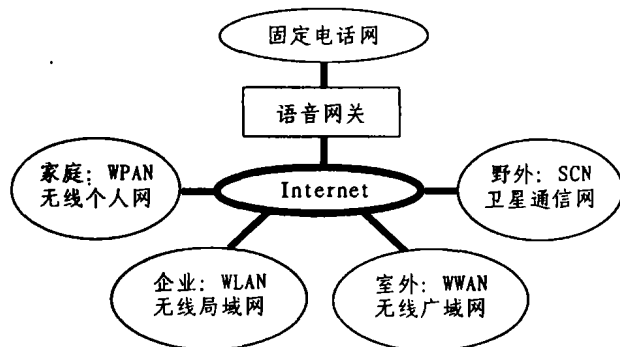 固定电话网
语音网关
家庭: WPAN
无线个人网
Internet
野外: SCN
卫星通信网
企业: WLAN
无线局域网
室外: WWAN
无线广域网